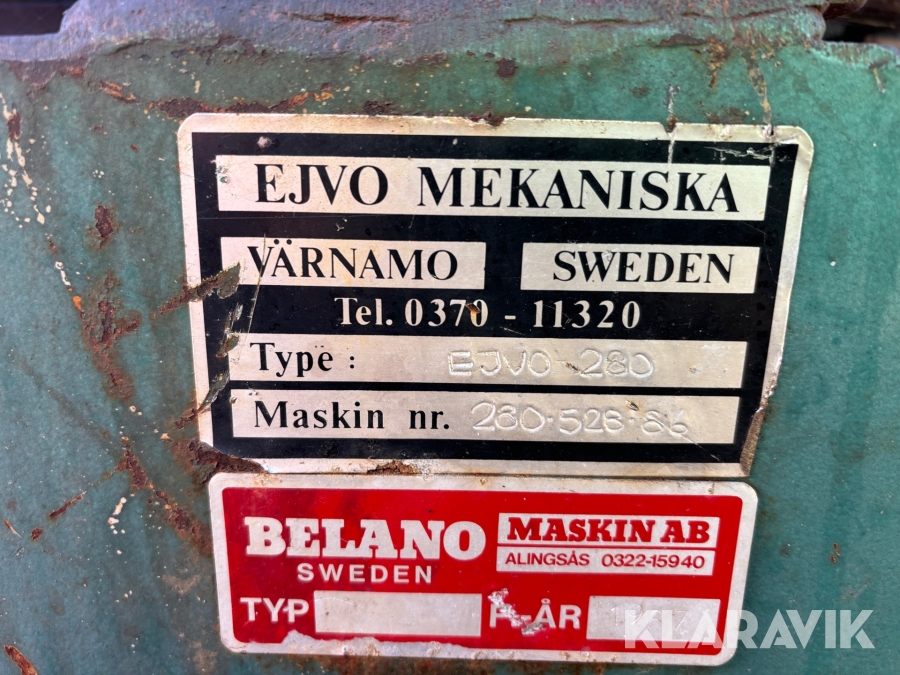 EJVO MEKANISKA
VÄRNAMO SWEDEN
Tel. 0370 - 11320
Type: EJVO 280
Maskin nr. 280·528·86
BELANO MASKIN AB
SWEDEN ALINGSÅS 0322-15940
TYP -ÅR
KLARAVIK